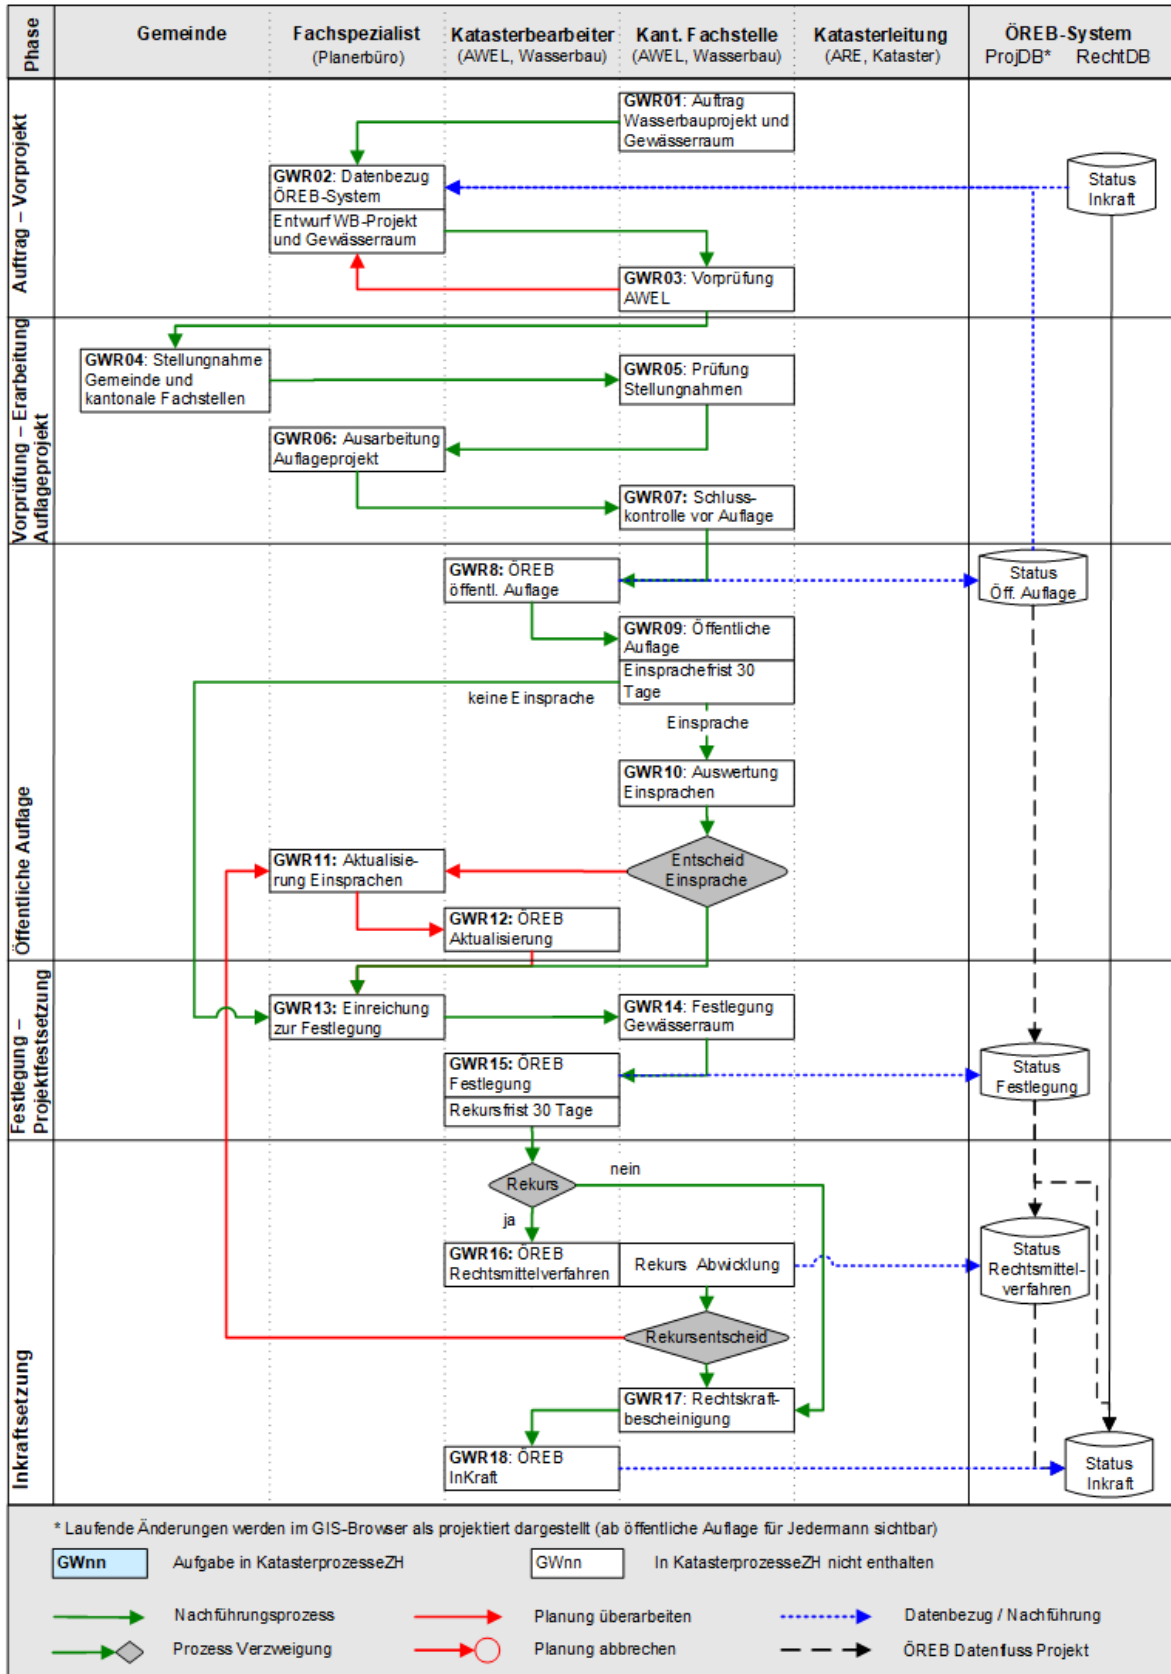 Phase
Gemeinde
Fachspezialist
(Planerbüro)
Katasterbearbeiter
(AWEL, Wasserbau)
Kant. Fachstelle
(AWEL, Wasserbau)
Katasterleitung
(ARE, Kataster)
ÖREB-System
ProjDB* RechtDB
Auftrag – Vorprojekt
GWR01: Auftrag
Wasserbauprojekt und
Gewässerraum
GWR02: Datenbezug
ÖREB-System
Entwurf WB-Projekt
und Gewässerraum
Status
Inkraft
GWR03: Vorprüfung
AWEL
Vorprüfung – Erarbeitung
Auflageprojekt
GWR04: Stellungnahme
Gemeinde und
kantonale Fachstellen
GWR05: Prüfung
Stellungnahmen
GWR06: Ausarbeitung
Auflageprojekt
GWR07: Schluss-
kontrolle vor Auflage
Öffentliche Auflage
GWR8: ÖREB
öffentl. Auflage
Status
Öff. Auflage
GWR09: Öffentliche
Auflage
Einsprachefrist 30
Tage
keine Einsprache
Einsprache
GWR10: Auswertung
Einsprachen
Entscheid
Einsprache
GWR11: Aktualisie-
rung Einsprachen
GWR12: ÖREB
Aktualisierung
Festlegung –
Projektfestsetzung
GWR13: Einreichung
zur Festlegung
GWR14: Festlegung
Gewässerraum
GWR15: ÖREB
Festlegung
Rekursfrist 30 Tage
Status
Festlegung
Inkraftsetzung
Rekurs
nein
ja
GWR16: ÖREB
Rechtsmittelverfahren
Rekurs Abwicklung
Status
Rechtsmittel-
verfahren
Rekursentscheid
GWR17: Rechtskraft-
bescheinigung
GWR18: ÖREB
InKraft
Status
Inkraft
* Laufende Änderungen werden im GIS-Browser als projektiert dargestellt (ab öffentliche Auflage für Jedermann sichtbar)
GWnn Aufgabe in KatasterprozesseZH
GWnn In KatasterprozesseZH nicht enthalten
Nachführungsprozess
Planung überarbeiten
Datenbezug / Nachführung
Prozess Verzweigung
Planung abbrechen
ÖREB Datenfluss Projekt